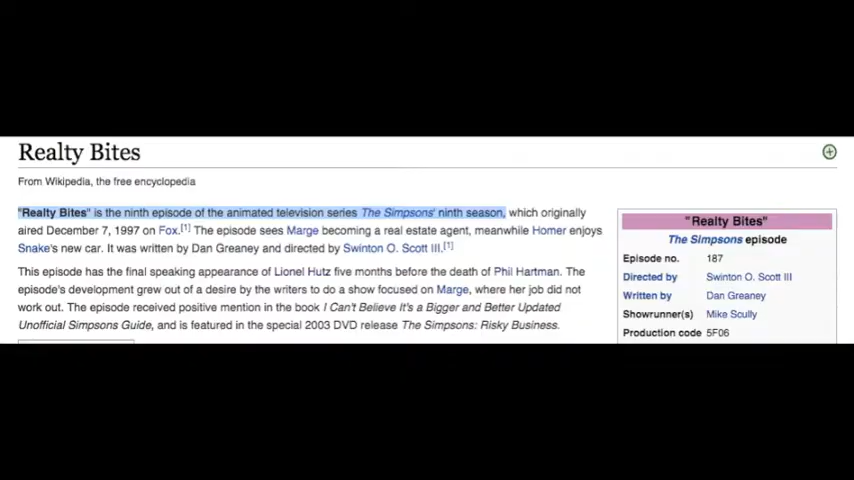 Realty Bites
From Wikipedia, the free encyclopedia
"Realty Bites" is the ninth episode of the animated television series The Simpsons' ninth season, which originally
aired December 7, 1997 on Fox.[1] The episode sees Marge becoming a real estate agent, meanwhile Homer enjoys
Snake's new car. It was written by Dan Greaney and directed by Swinton O. Scott III.[1]
This episode has the final speaking appearance of Lionel Hutz five months before the death of Phil Hartman. The
episode's development grew out of a desire by the writers to do a show focused on Marge, where her job did not
work out. The episode received positive mention in the book I Can't Believe It's a Bigger and Better Updated
Unofficial Simpsons Guide, and is featured in the special 2003 DVD release The Simpsons: Risky Business.
"Realty Bites"
The Simpsons episode
Episode no. 187
Directed by Swinton O. Scott III
Written by Dan Greaney
Showrunner(s) Mike Scully
Production code 5F06